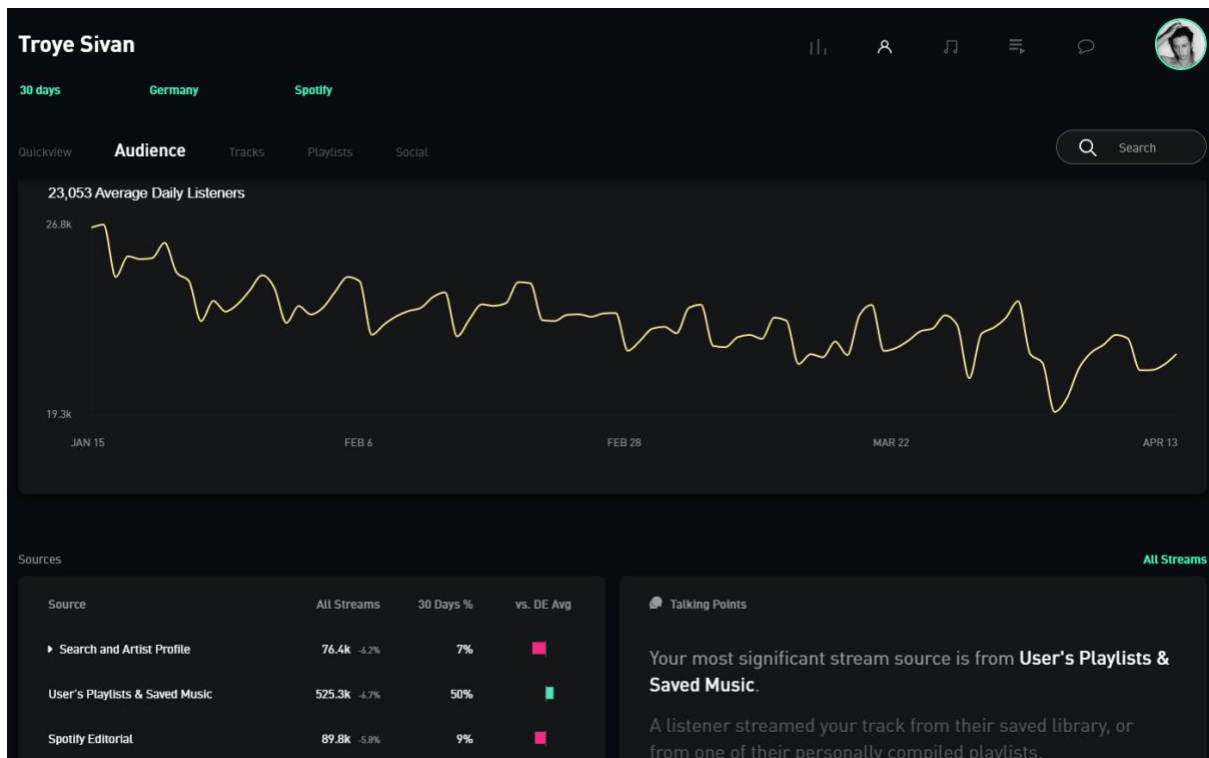 Troye Sivan
30 days Germany Spotify
Quickview Audience Tracks Playlists Social
Search
23,053 Average Daily Listeners
26.8k
19.3k
JAN 15 FEB 6 FEB 28 MAR 22 APR 13
Sources
All Streams
Source All Streams 30 Days % vs. DE Avg
Search and Artist Profile 76.4k -6.2% 7%
User's Playlists & Saved Music 525.3k -6.7% 50%
Spotify Editorial 89.8k -5.8% 9%
Talking Points
Your most significant stream source is from User's Playlists &
Saved Music.
A listener streamed your track from their saved library, or
from one of their personally compiled playlists.